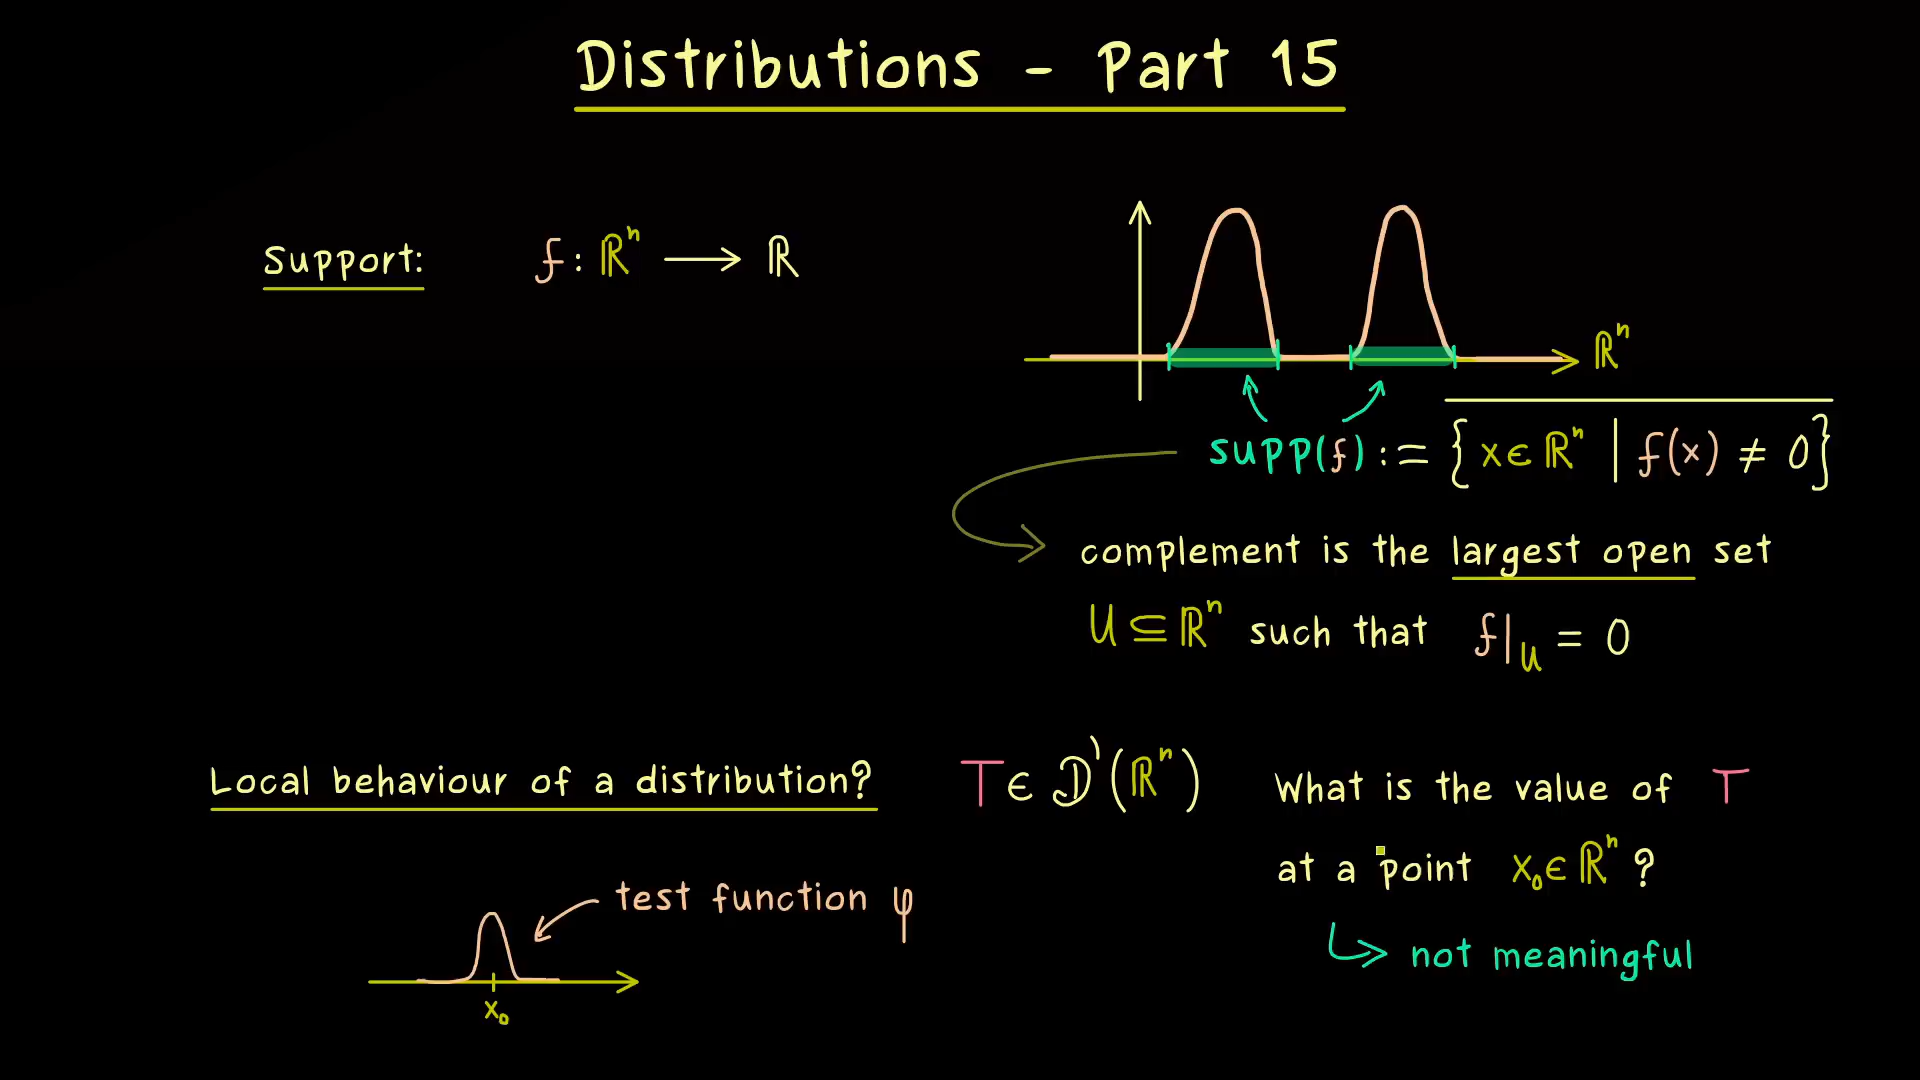 Distributions - Part 15
Support: f: ℝⁿ ⟶ ℝ
ℝⁿ
supp(f) := \overline{{ x ∈ ℝⁿ | f(x) ≠ 0 }}
complement is the largest open set
U ⊆ ℝⁿ such that f|_U = 0
Local behaviour of a distribution? T ∈ 𝒟'(ℝⁿ) What is the value of T
at a point x₀ ∈ ℝⁿ ?
test function φ
↳ not meaningful
x₀